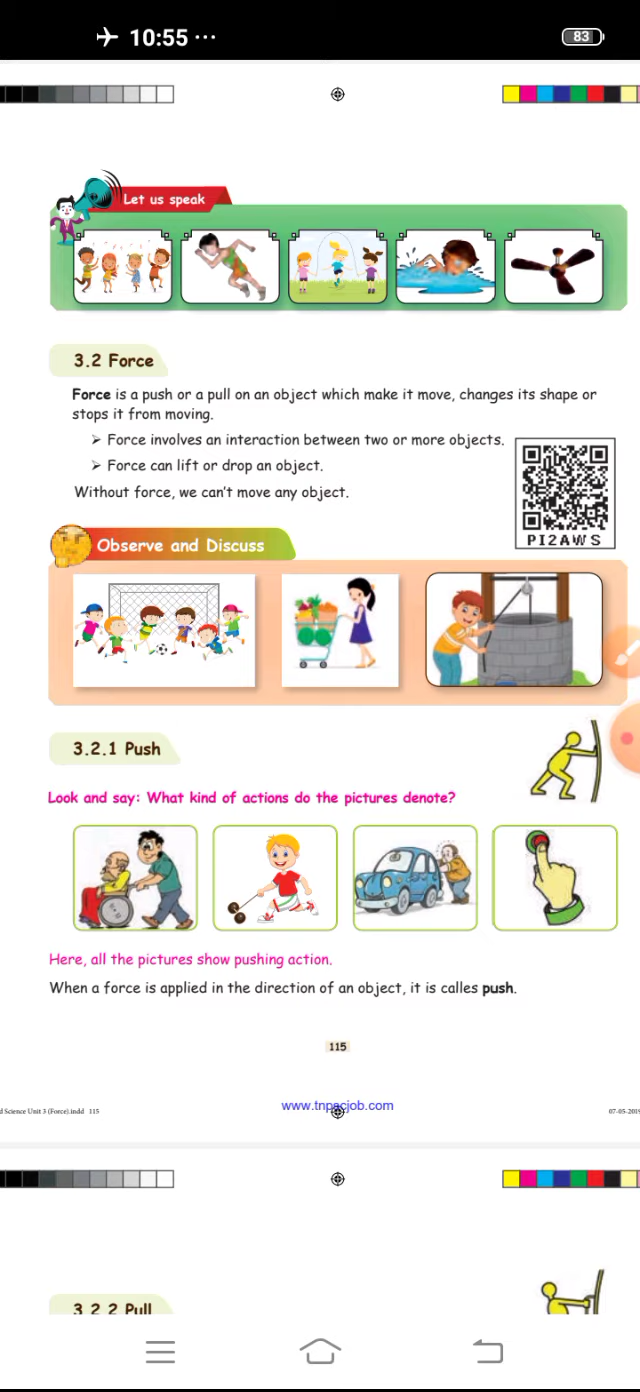 10:55 ···
83
Let us speak
3.2 Force
Force is a push or a pull on an object which make it move, changes its shape or
stops it from moving.
➢ Force involves an interaction between two or more objects.
➢ Force can lift or drop an object.
Without force, we can't move any object.
PI2AWS
Observe and Discuss
3.2.1 Push
Look and say: What kind of actions do the pictures denote?
Here, all the pictures show pushing action.
When a force is applied in the direction of an object, it is calles push.
115
www.tnpscjob.com
d Science Unit 3 (Force).indd 115
07-05-2019
3.2.2 Pull